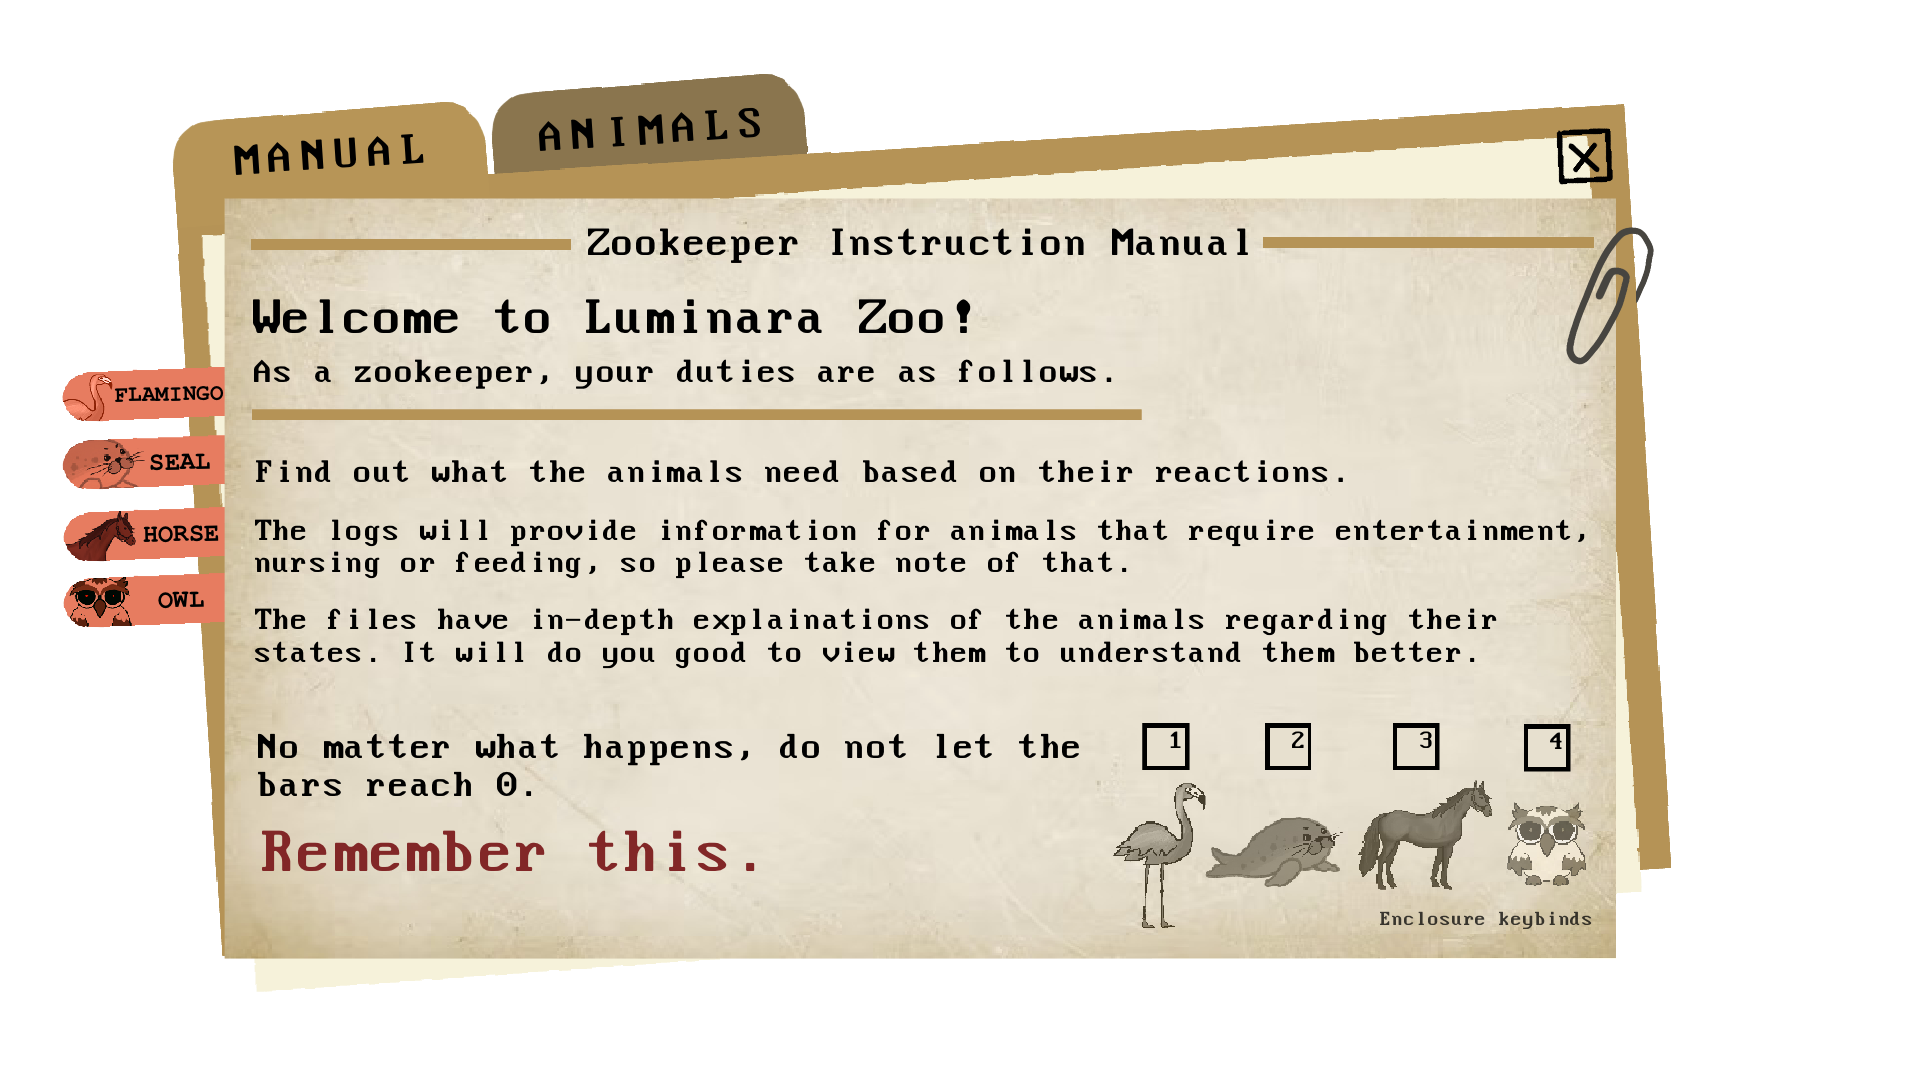 MANUAL
ANIMALS
Zookeeper Instruction Manual
Welcome to Luminara Zoo!
As a zookeeper, your duties are as follows.
FLAMINGO
SEAL
HORSE
OWL
Find out what the animals need based on their reactions.
The logs will provide information for animals that require entertainment,
nursing or feeding, so please take note of that.
The files have in-depth explainations of the animals regarding their
states. It will do you good to view them to understand them better.
No matter what happens, do not let the
bars reach 0.
Remember this.
1 2 3 4
Enclosure keybinds